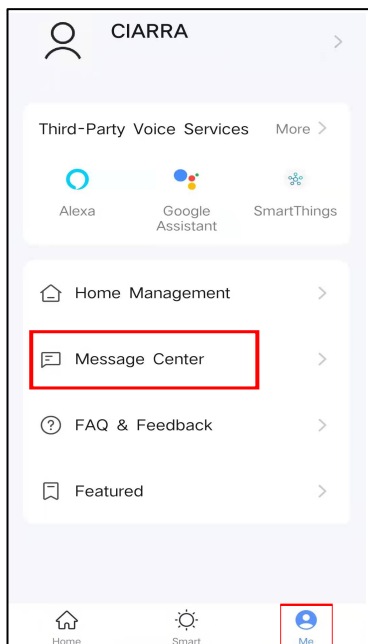 CIARRA
Third-Party Voice Services More
Alexa
Google
Assistant
SmartThings
Home Management
Message Center
FAQ & Feedback
Featured
Home Smart Me